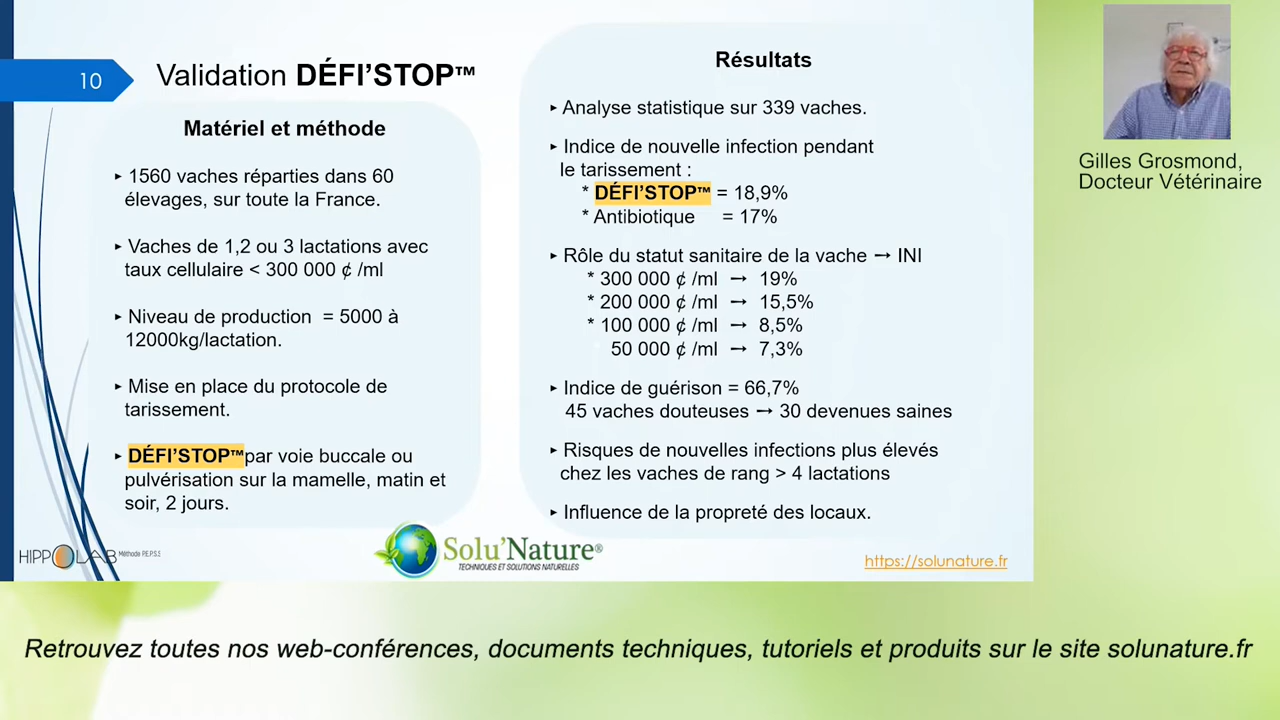 10
Validation DÉFI'STOP™
Matériel et méthode
‣ 1560 vaches réparties dans 60
élevages, sur toute la France.
‣ Vaches de 1,2 ou 3 lactations avec
taux cellulaire < 300 000 ₵ /ml
‣ Niveau de production = 5000 à
12000kg/lactation.
‣ Mise en place du protocole de
tarissement.
‣ DÉFI'STOP™par voie buccale ou
pulvérisation sur la mamelle, matin et
soir, 2 jours.
Résultats
‣ Analyse statistique sur 339 vaches.
‣ Indice de nouvelle infection pendant
le tarissement :
* DÉFI'STOP™ = 18,9%
* Antibiotique = 17%
‣ Rôle du statut sanitaire de la vache → INI
* 300 000 ₵ /ml → 19%
* 200 000 ₵ /ml → 15,5%
* 100 000 ₵ /ml → 8,5%
50 000 ₵ /ml → 7,3%
‣ Indice de guérison = 66,7%
45 vaches douteuses → 30 devenues saines
‣ Risques de nouvelles infections plus élevés
chez les vaches de rang > 4 lactations
‣ Influence de la propreté des locaux.
HIPPOLAB Méthode P.E.P.S.S
Solu'Nature®
TECHNIQUES ET SOLUTIONS NATURELLES
https://solunature.fr
Gilles Grosmond,
Docteur Vétérinaire
Retrouvez toutes nos web-conférences, documents techniques, tutoriels et produits sur le site solunature.fr